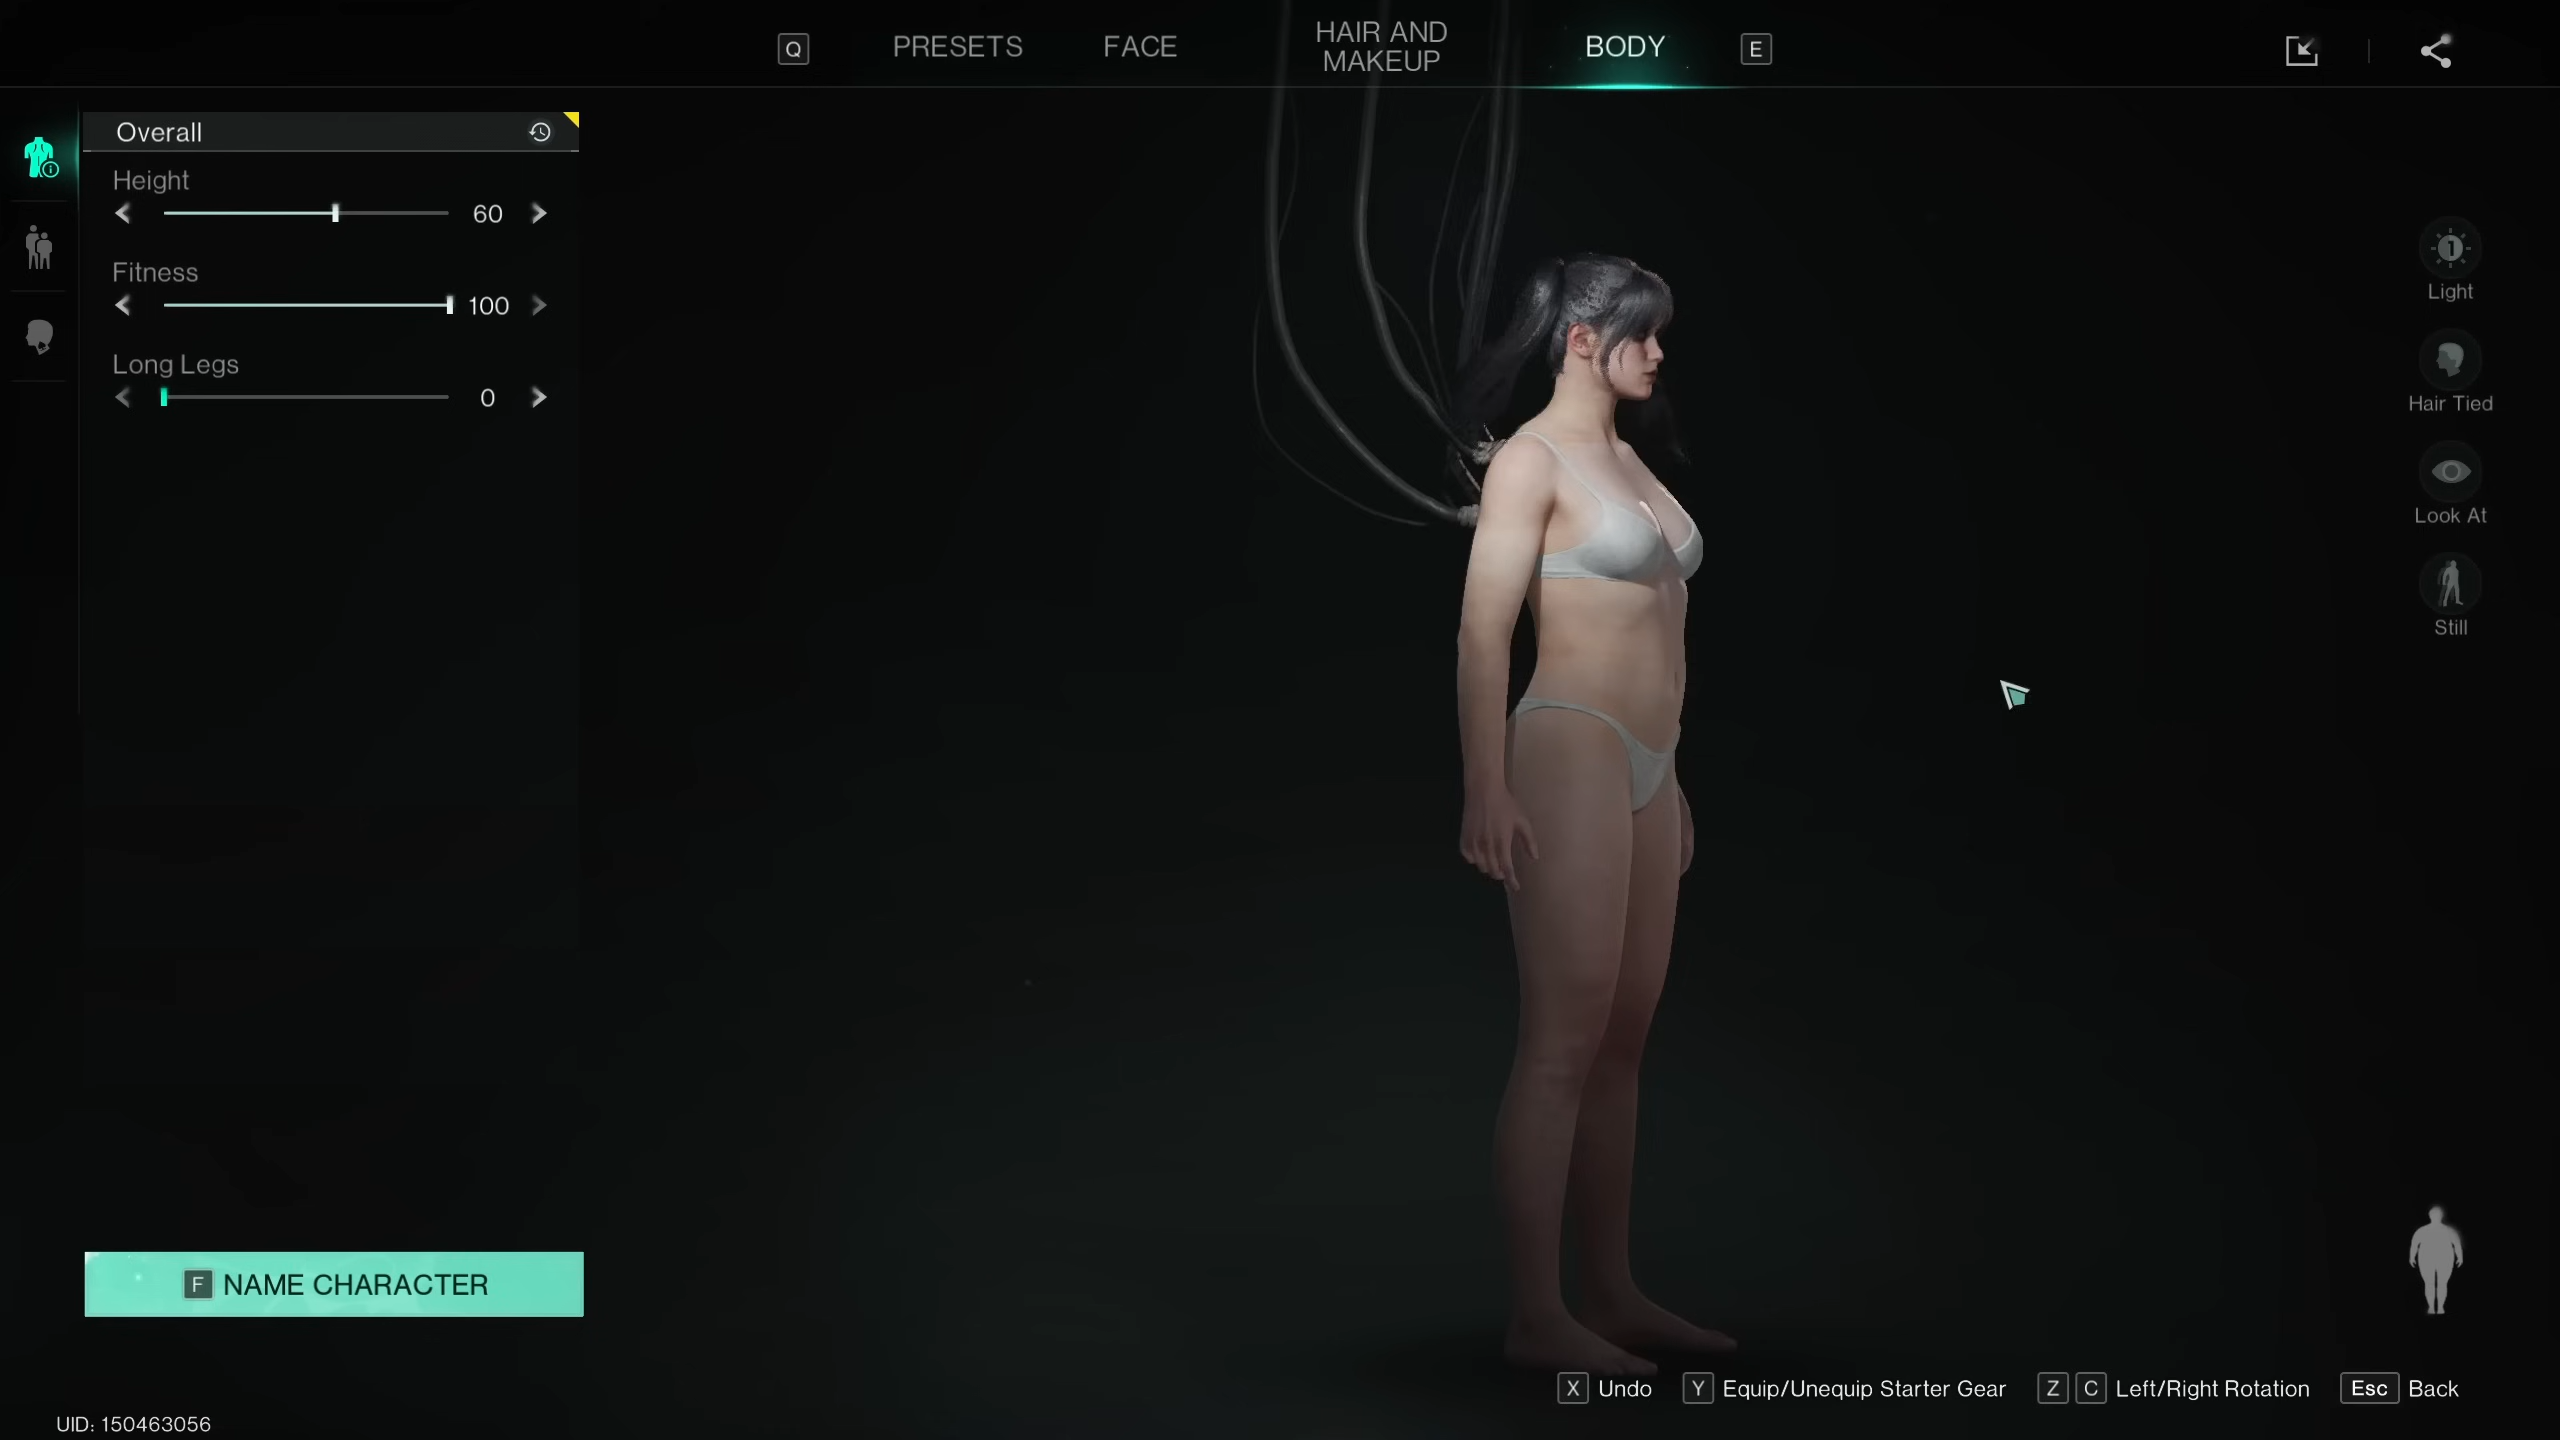 Q
PRESETS
FACE
HAIR AND
MAKEUP
BODY
E
Overall
Height
60
Fitness
100
Long Legs
0
1
Light
Hair Tied
Look At
Still
F NAME CHARACTER
X Undo Y Equip/Unequip Starter Gear Z C Left/Right Rotation Esc Back
UID: 150463056